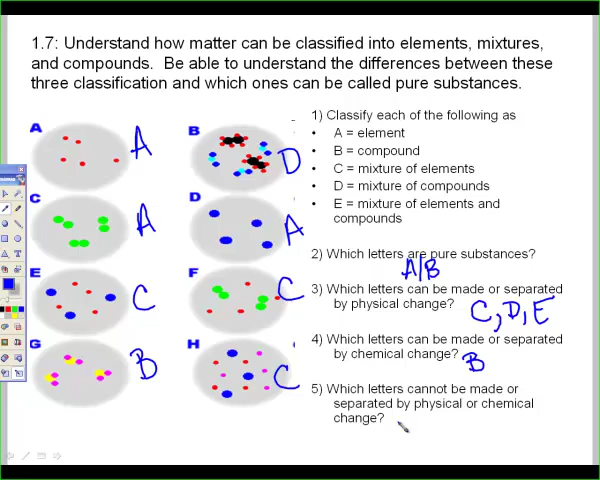 1.7: Understand how matter can be classified into elements, mixtures,
and compounds.  Be able to understand the differences between these
three classification and which ones can be called pure substances.
A
A
B
D
C
A
D
A
E
C
F
C
G
B
H
C
1) Classify each of the following as
• A = element
• B = compound
• C = mixture of elements
• D = mixture of compounds
• E = mixture of elements and
compounds
2) Which letters are pure substances?
A/B
3) Which letters can be made or separated
by physical change?
C, D, E
4) Which letters can be made or separated
by chemical change?
B
5) Which letters cannot be made or
separated by physical or chemical
change?